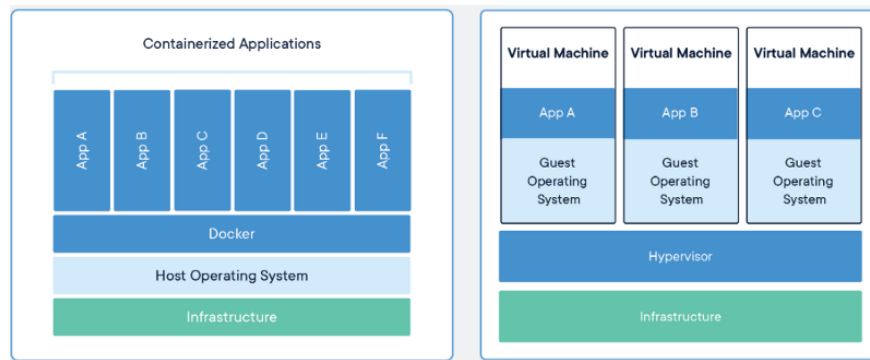 Containerized Applications
App A
App B
App C
App D
App E
App F
Docker
Host Operating System
Infrastructure
Virtual Machine
App A
Guest
Operating
System
Virtual Machine
App B
Guest
Operating
System
Virtual Machine
App C
Guest
Operating
System
Hypervisor
Infrastructure